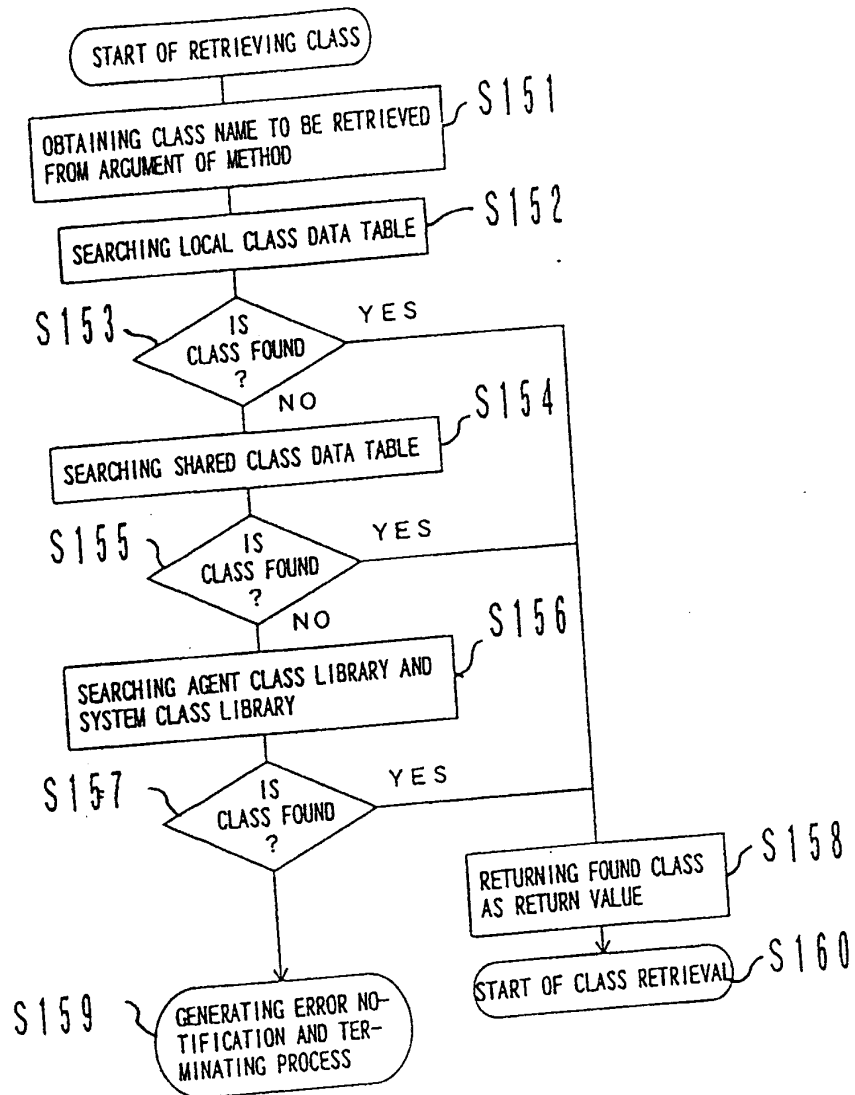 START OF RETRIEVING CLASS
S151
OBTAINING CLASS NAME TO BE RETRIEVED
FROM ARGUMENT OF METHOD
S152
SEARCHING LOCAL CLASS DATA TABLE
S153
IS
CLASS FOUND
?
YES
NO
S154
SEARCHING SHARED CLASS DATA TABLE
S155
IS
CLASS FOUND
?
YES
NO
S156
SEARCHING AGENT CLASS LIBRARY AND
SYSTEM CLASS LIBRARY
S157
IS
CLASS FOUND
?
YES
S158
RETURNING FOUND CLASS
AS RETURN VALUE
S160
START OF CLASS RETRIEVAL
S159
GENERATING ERROR NO-
TIFICATION AND TER-
MINATING PROCESS